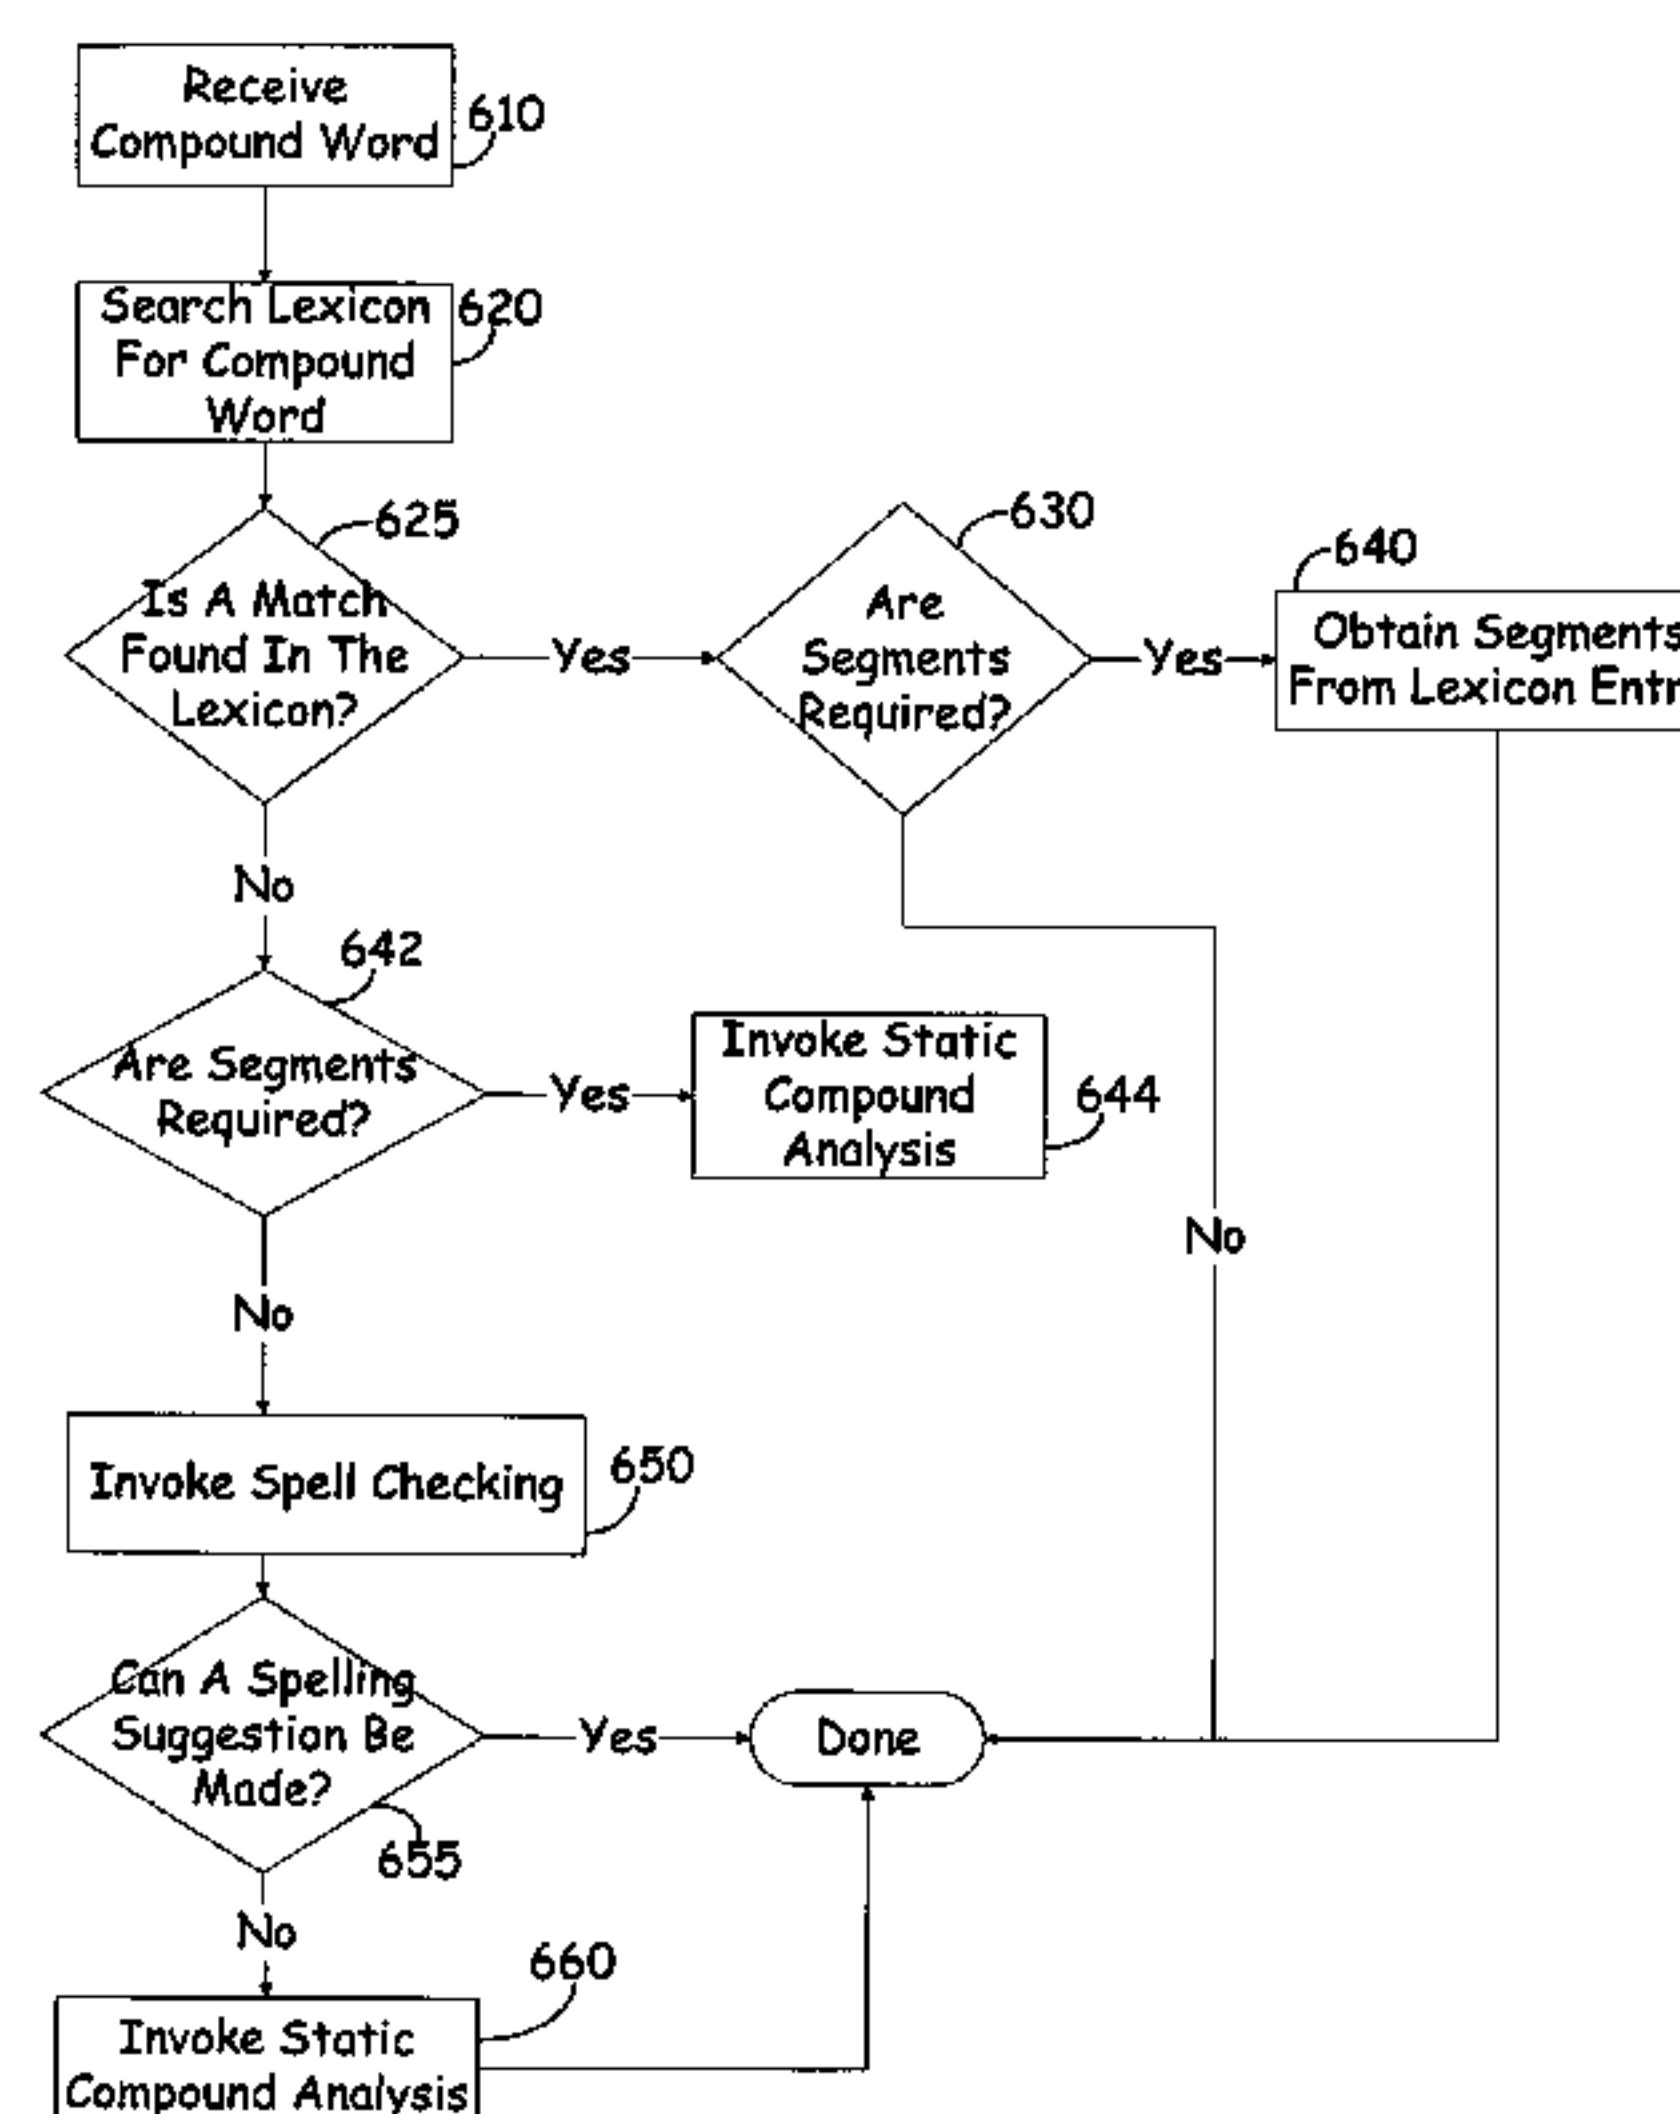 Receive
Compound Word
610
Search Lexicon
For Compound
Word
620
625
Is A Match
Found In The
Lexicon?
Yes
630
Are
Segments
Required?
Yes
640
Obtain Segments
From Lexicon Entr
No
642
Are Segments
Required?
Yes
Invoke Static
Compound
Analysis
644
No
No
Invoke Spell Checking
650
Can A Spelling
Suggestion Be
Made?
655
Yes
Done
No
660
Invoke Static
Compound Analysis